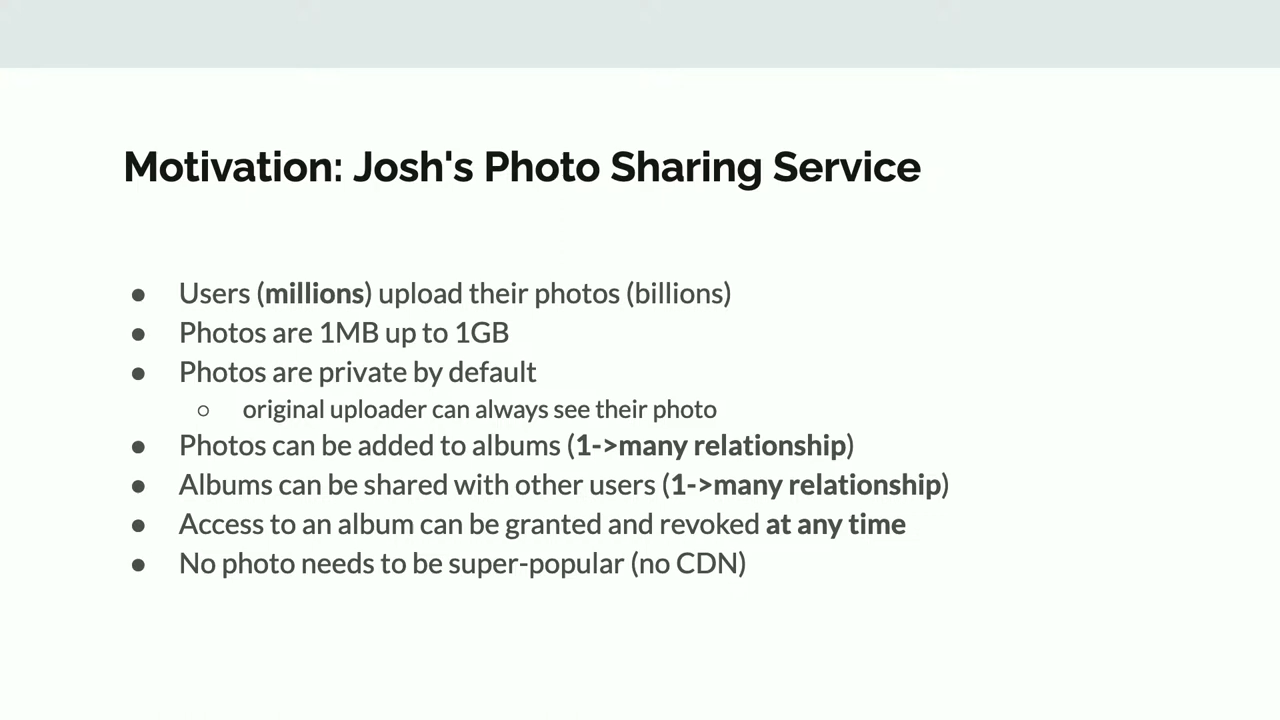 Motivation: Josh's Photo Sharing Service
● Users (millions) upload their photos (billions)
● Photos are 1MB up to 1GB
● Photos are private by default
○ original uploader can always see their photo
● Photos can be added to albums (1->many relationship)
● Albums can be shared with other users (1->many relationship)
● Access to an album can be granted and revoked at any time
● No photo needs to be super-popular (no CDN)